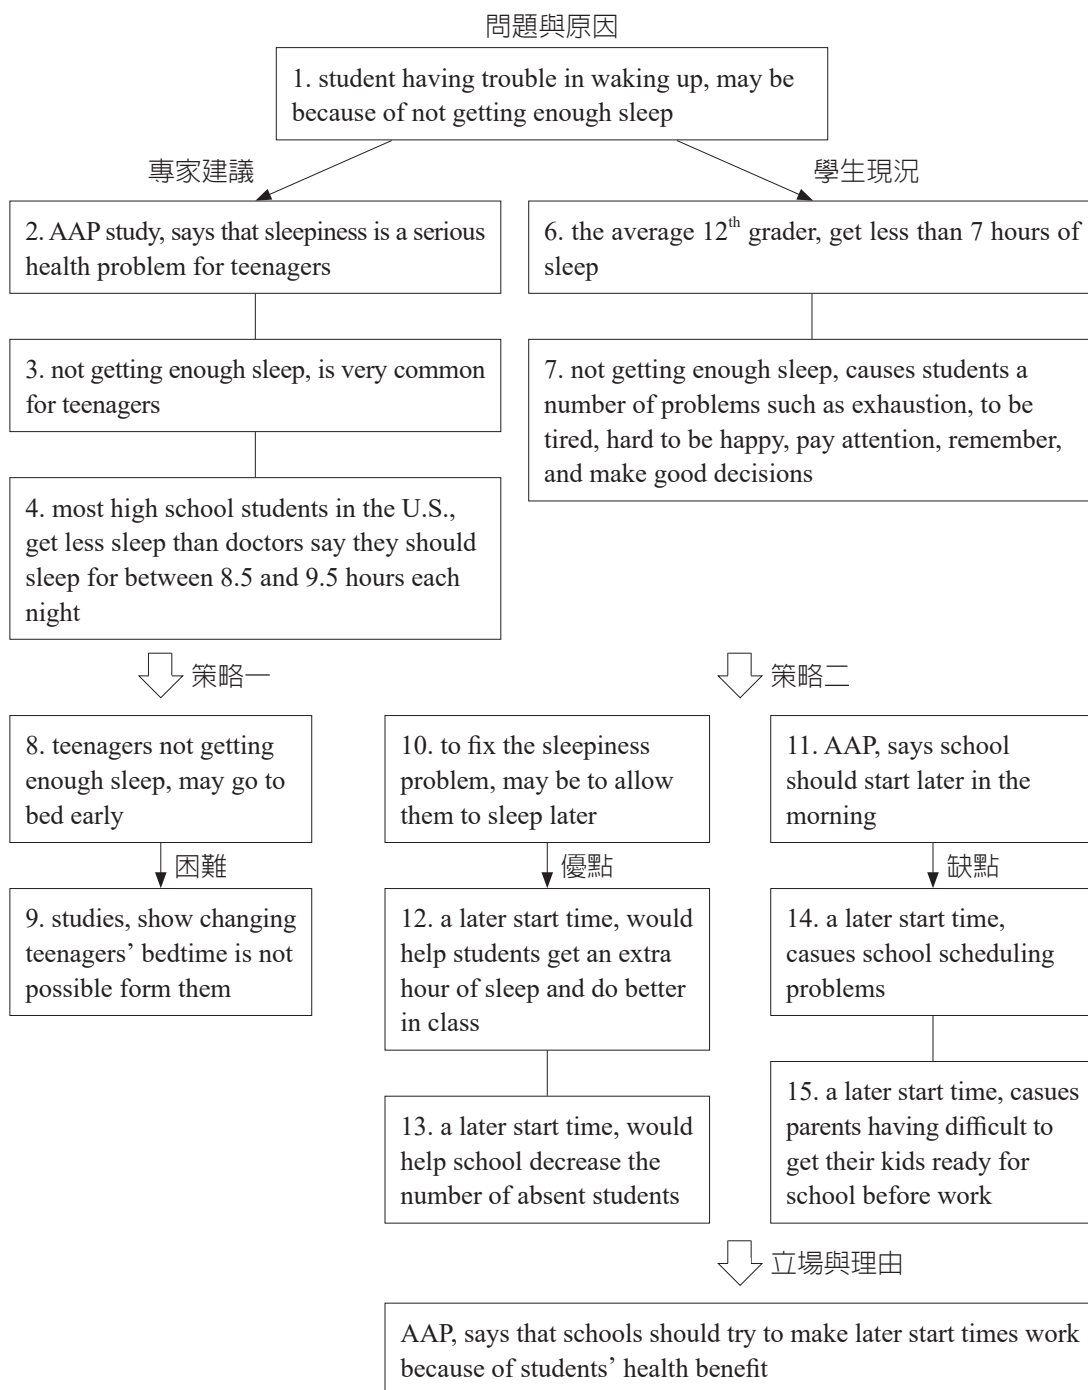 問題與原因
1. student having trouble in waking up, may be
because of not getting enough sleep
專家建議
2. AAP study, says that sleepiness is a serious
health problem for teenagers
3. not getting enough sleep, is very common
for teenagers
4. most high school students in the U.S.,
get less sleep than doctors say they should
sleep for between 8.5 and 9.5 hours each
night
學生現況
6. the average 12th grader, get less than 7 hours of
sleep
7. not getting enough sleep, causes students a
number of problems such as exhaustion, to be
tired, hard to be happy, pay attention, remember,
and make good decisions
策略一
8. teenagers not getting
enough sleep, may go to
bed early
困難
9. studies, show changing
teenagers’ bedtime is not
possible form them
策略二
10. to fix the sleepiness
problem, may be to allow
them to sleep later
優點
12. a later start time, would
help students get an extra
hour of sleep and do better
in class
13. a later start time, would
help school decrease the
number of absent students
11. AAP, says school
should start later in the
morning
缺點
14. a later start time,
casues school scheduling
problems
15. a later start time, casues
parents having difficult to
get their kids ready for
school before work
立場與理由
AAP, says that schools should try to make later start times work
because of students’ health benefit